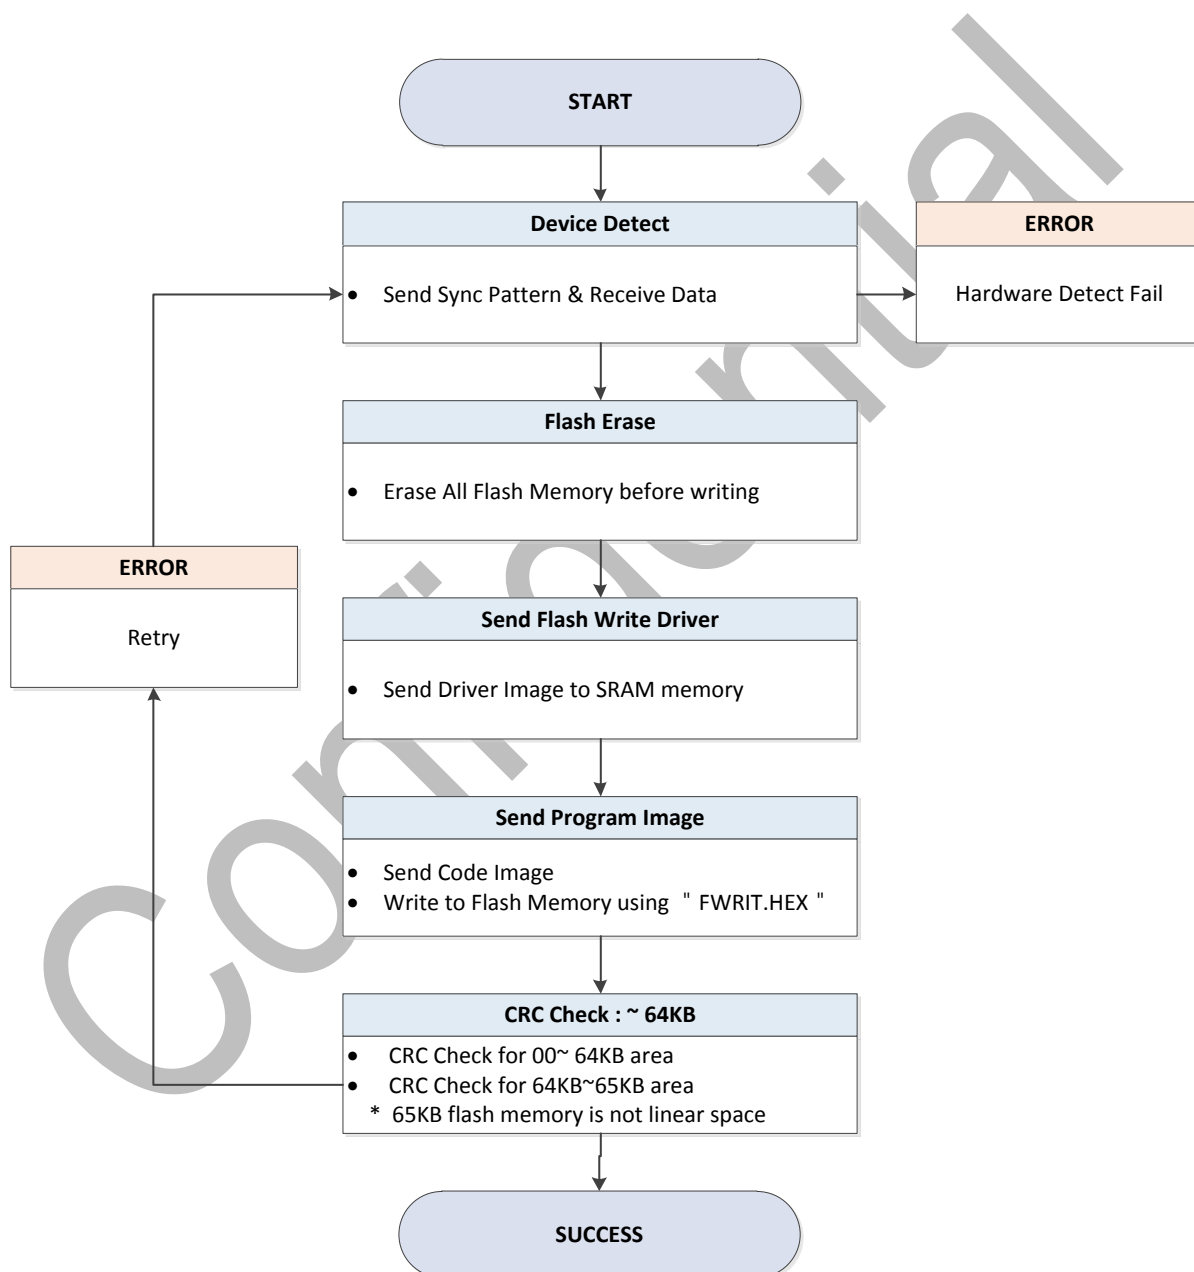 START
Device Detect
• Send Sync Pattern & Receive Data
ERROR
Hardware Detect Fail
Flash Erase
• Erase All Flash Memory before writing
ERROR
Retry
Send Flash Write Driver
• Send Driver Image to SRAM memory
Send Program Image
• Send Code Image
• Write to Flash Memory using " FWRIT.HEX "
CRC Check : ~ 64KB
• CRC Check for 00~ 64KB area
• CRC Check for 64KB~65KB area
* 65KB flash memory is not linear space
SUCCESS
Confidential